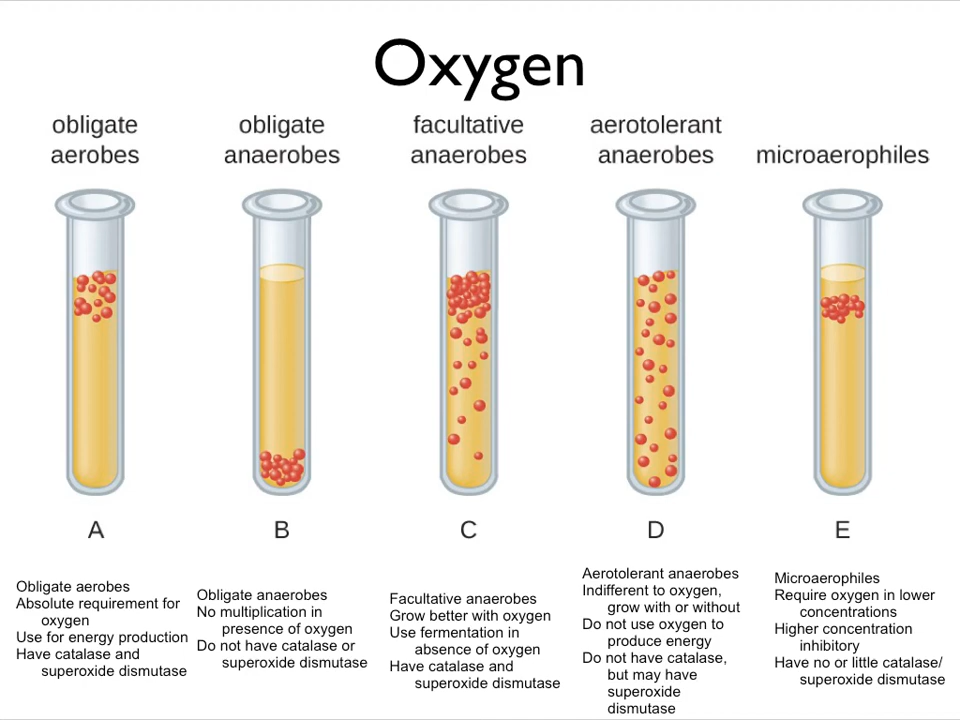 Oxygen
obligate
aerobes
obligate
anaerobes
facultative
anaerobes
aerotolerant
anaerobes
microaerophiles
A
B
C
D
E
Obligate aerobes
Absolute requirement for
oxygen
Use for energy production
Have catalase and
superoxide dismutase
Obligate anaerobes
No multiplication in
presence of oxygen
Do not have catalase or
superoxide dismutase
Facultative anaerobes
Grow better with oxygen
Use fermentation in
absence of oxygen
Have catalase and
superoxide dismutase
Aerotolerant anaerobes
Indifferent to oxygen,
grow with or without
Do not use oxygen to
produce energy
Do not have catalase,
but may have
superoxide
dismutase
Microaerophiles
Require oxygen in lower
concentrations
Higher concentration
inhibitory
Have no or little catalase/
superoxide dismutase